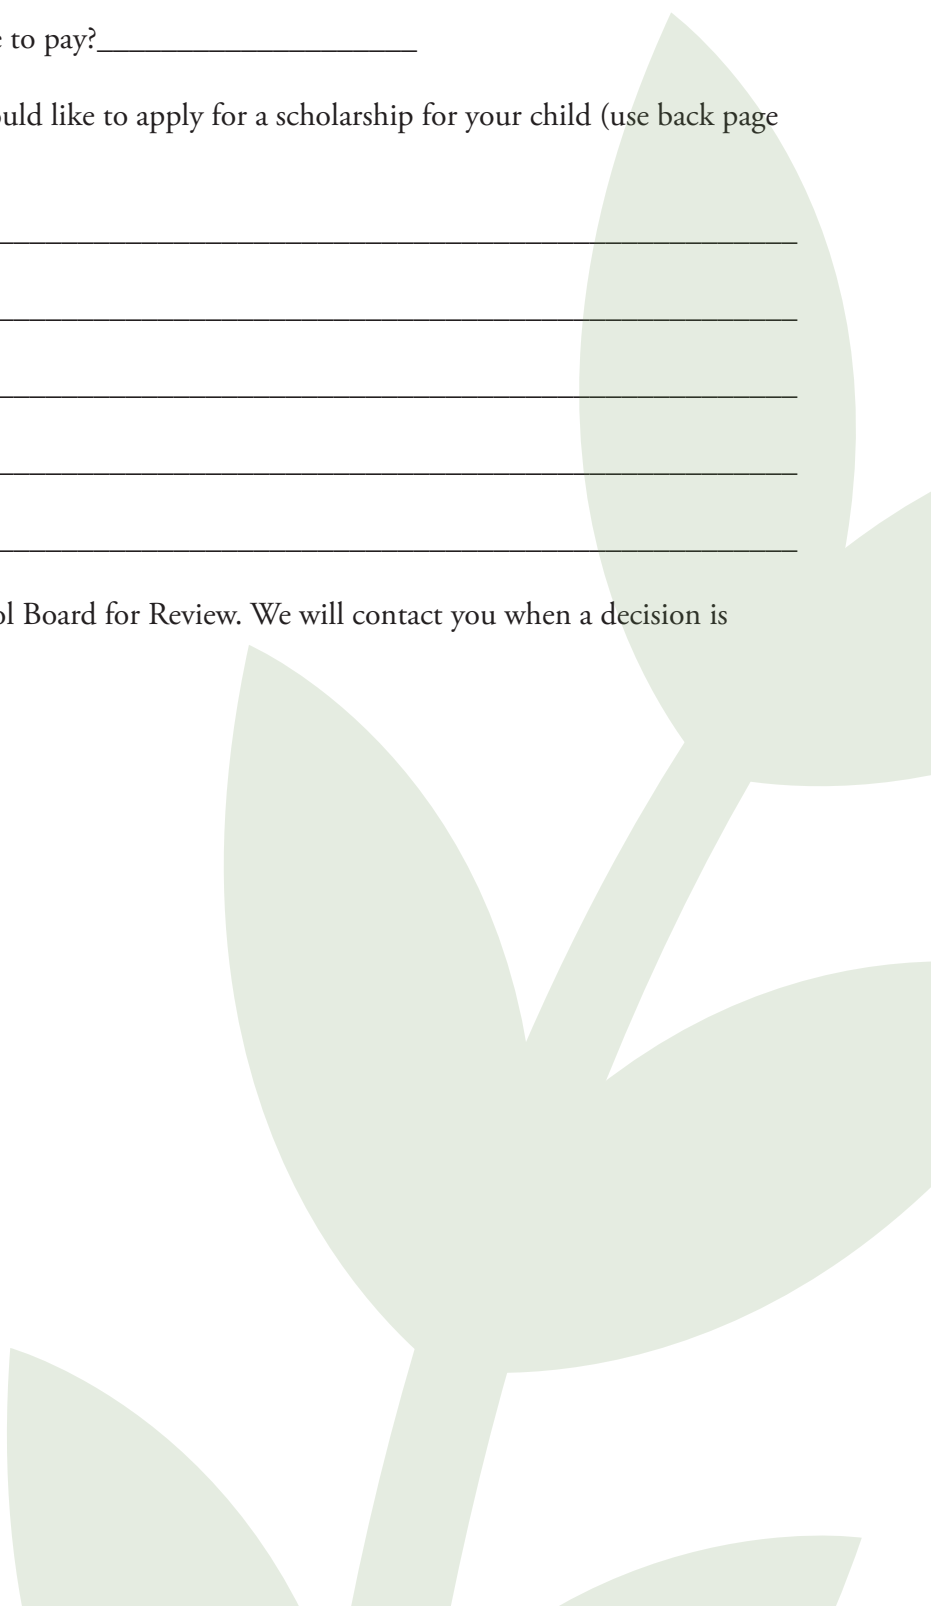 to pay?____________________
like to apply for a scholarship for your child (use back page
Board for Review. We will contact you when a decision is